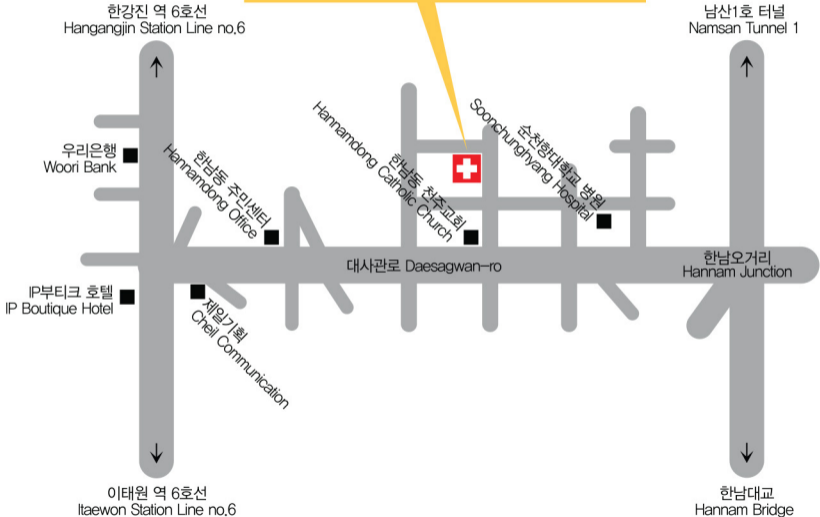 한강진 역 6호선
Hangangjin Station Line no.6
남산1호 터널
Namsan Tunnel 1
우리은행
Woori Bank
한남동 주민센터
Hannamdong Office
한남동 천주교회
Hannamdong Catholic Church
순천향대학교 병원
Soonchunghyang Hospital
대사관로 Daesagwan-ro
한남오거리
Hannam Junction
IP부티크 호텔
IP Boutique Hotel
제일기획
Cheil Communication
이태원 역 6호선
Itaewon Station Line no.6
한남대교
Hannam Bridge